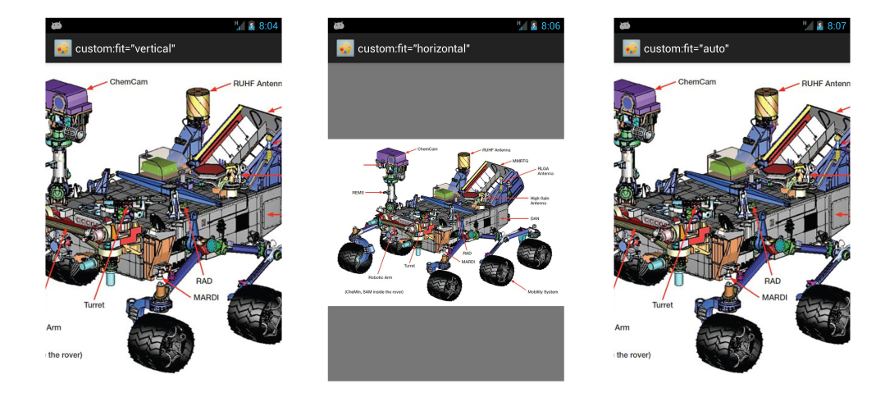 H 8:04
custom:fit="vertical"
ChemCam
RUHF Antenn
RAD
MARDI
Turret
Arm
the rover)
H 8:06
custom:fit="horizontal"
ChemCam
RUHF Antenna
MMRTG
RLGA
Antenna
REMS
High Gain
Antenna
DAN
RAD
MARDI
Turret
Robotic Arm
(CheMin, SAM inside the rover)
Mobility System
H 8:07
custom:fit="auto"
ChemCam
RUHF Antenn
RAD
MARDI
Turret
Arm
the rover)